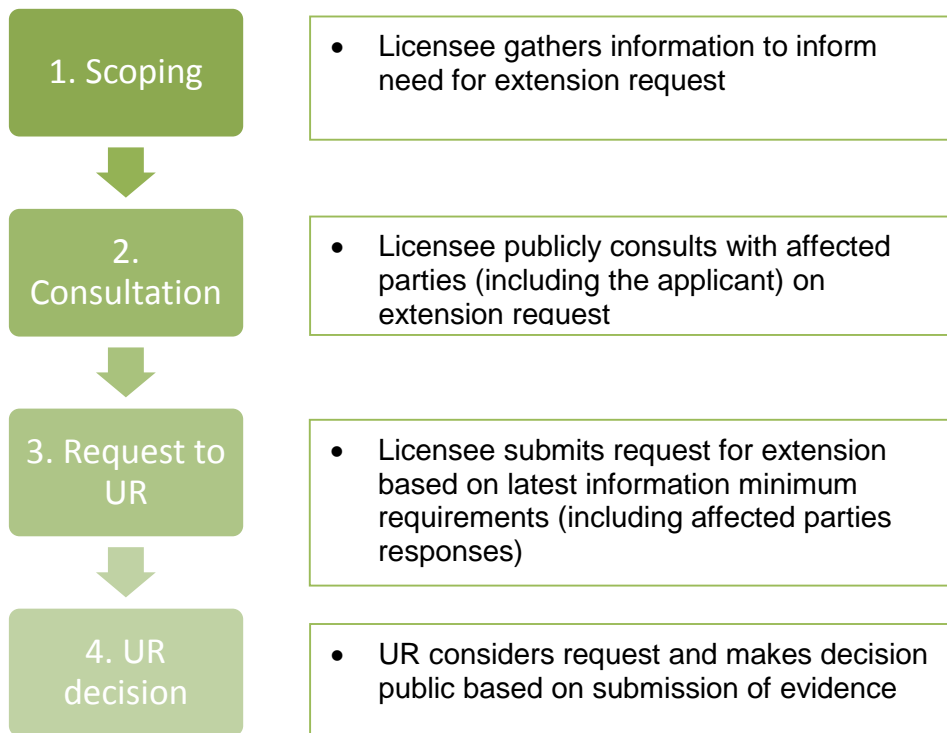 1. Scoping
• Licensee gathers information to inform
need for extension request
2.
Consultation
• Licensee publicly consults with affected
parties (including the applicant) on
extension request
3. Request to
UR
• Licensee submits request for extension
based on latest information minimum
requirements (including affected parties
responses)
4. UR
decision
• UR considers request and makes decision
public based on submission of evidence